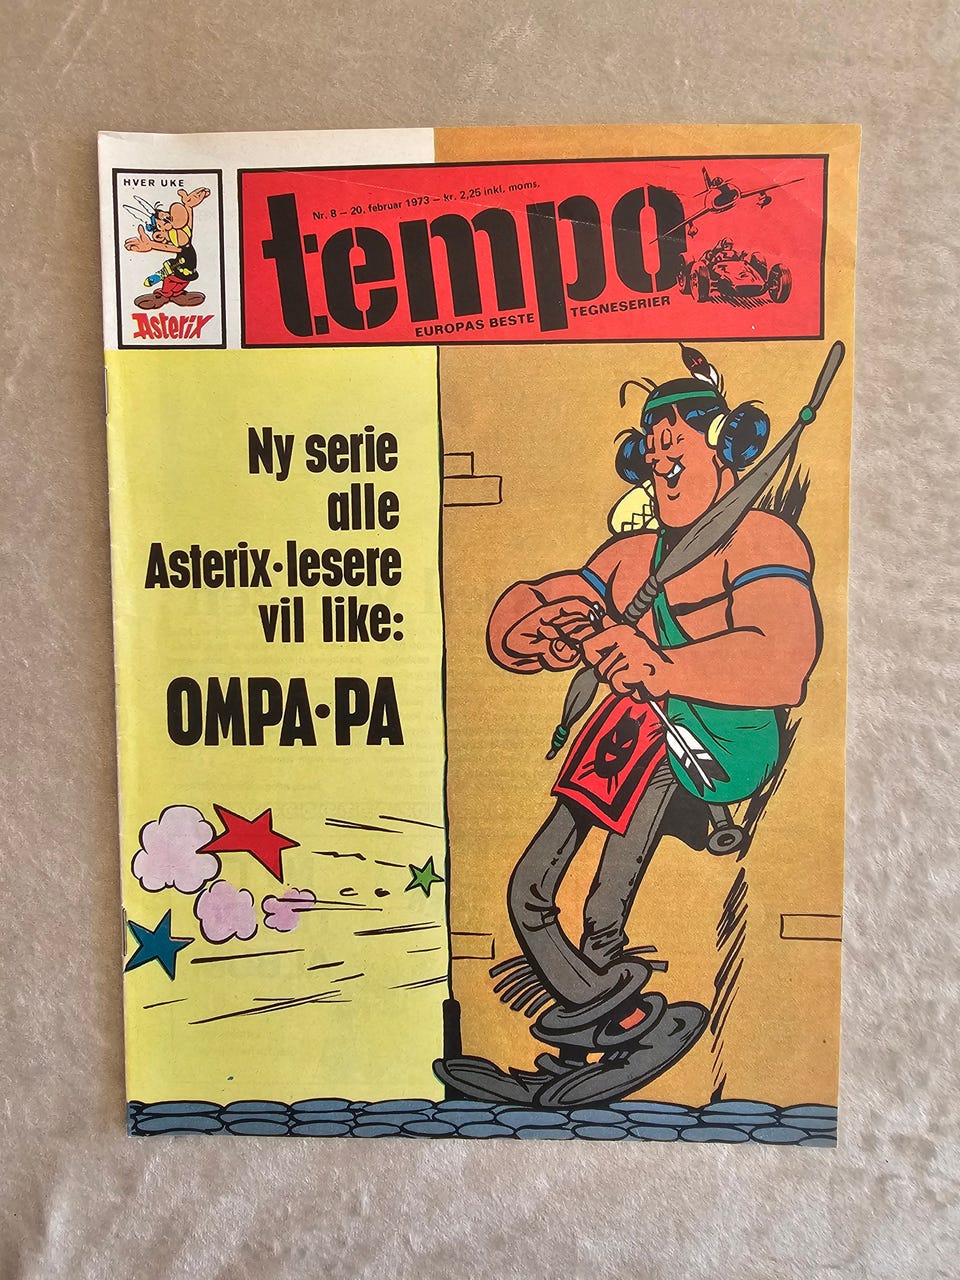 HVER UKE
Asterix
Nr. 8 – 20. februar 1973 – kr. 2,25 inkl. moms.
tempo
EUROPAS BESTE TEGNESERIER
Ny serie
alle
Asterix•lesere
vil like:
OMPA•PA